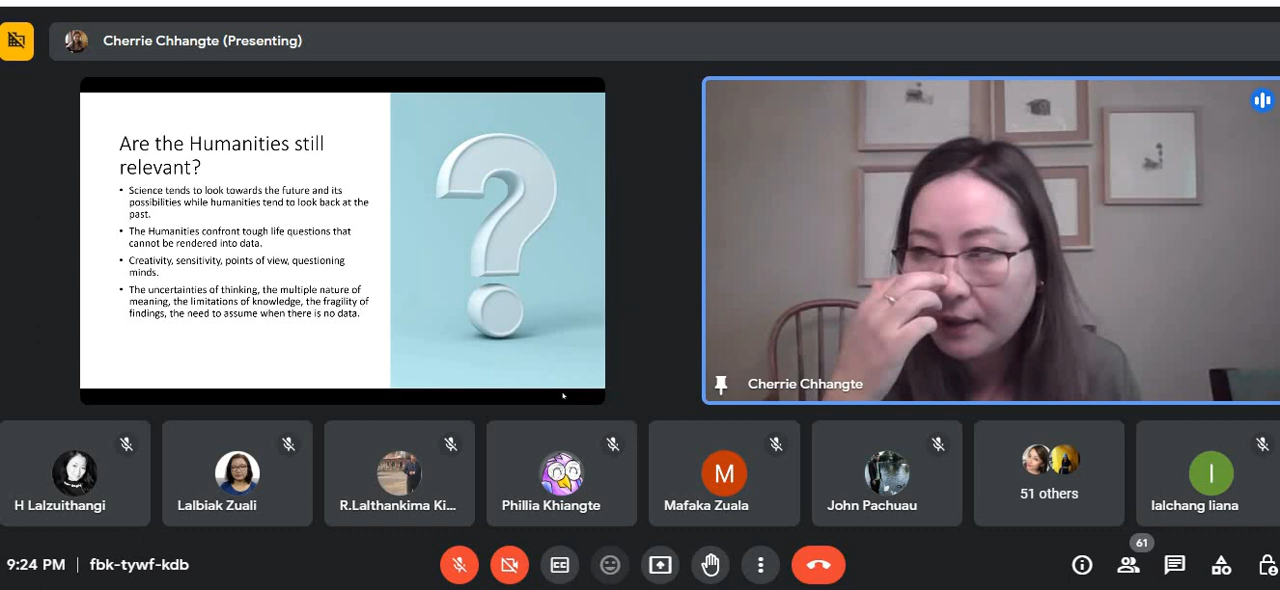 Cherrie Chhangte (Presenting)
Are the Humanities still
relevant?
• Science tends to look towards the future and its
possibilities while humanities tend to look back at the
past.
• The Humanities confront tough life questions that
cannot be rendered into data.
• Creativity, sensitivity, points of view, questioning
minds.
• The uncertainties of thinking, the multiple nature of
meaning, the limitations of knowledge, the fragility of
findings, the need to assume when there is no data.
?
Cherrie Chhangte
H Lalzuithangi
Lalbiak Zuali
R.Lalthankima Ki...
Phillia Khiangte
M
Mafaka Zuala
John Pachuau
51 others
l
lalchang liana
61
9:24 PM | fbk-tywf-kdb
CC